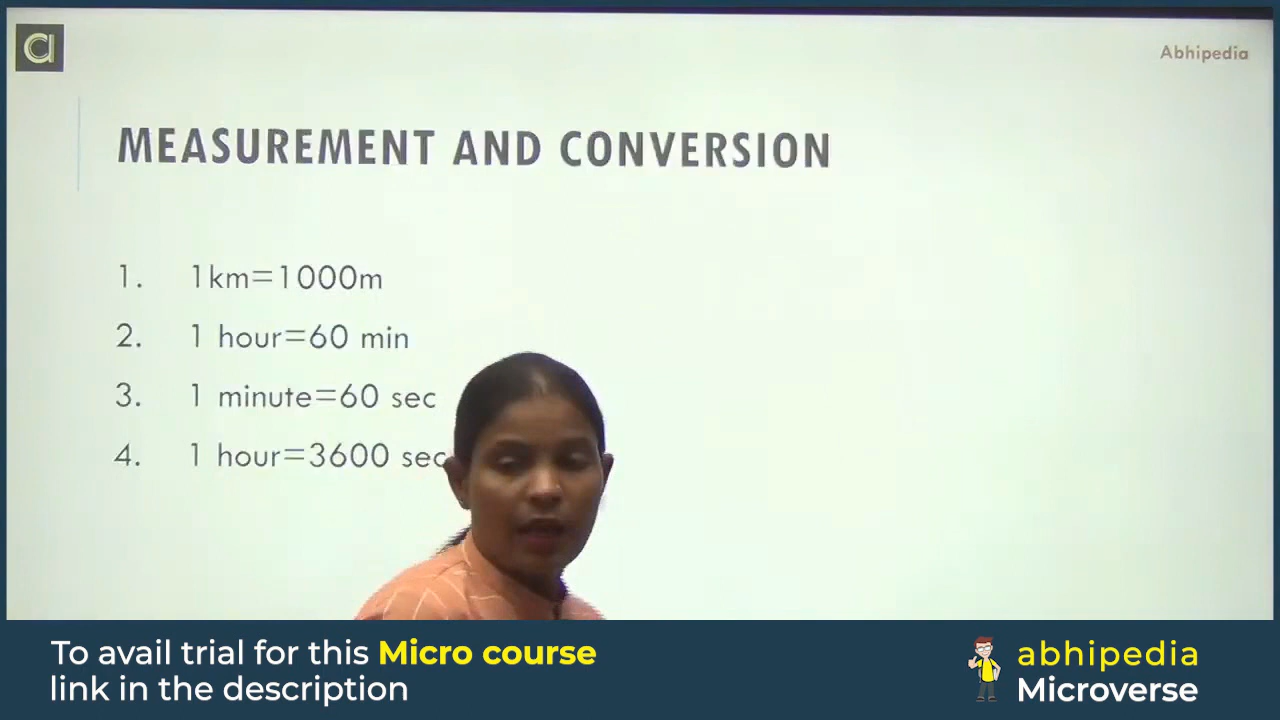 Abhipedia
MEASUREMENT AND CONVERSION
1. 1km=1000m
2. 1 hour=60 min
3. 1 minute=60 sec
4. 1 hour=3600 sec
To avail trial for this Micro course
link in the description
abhipedia
Microverse